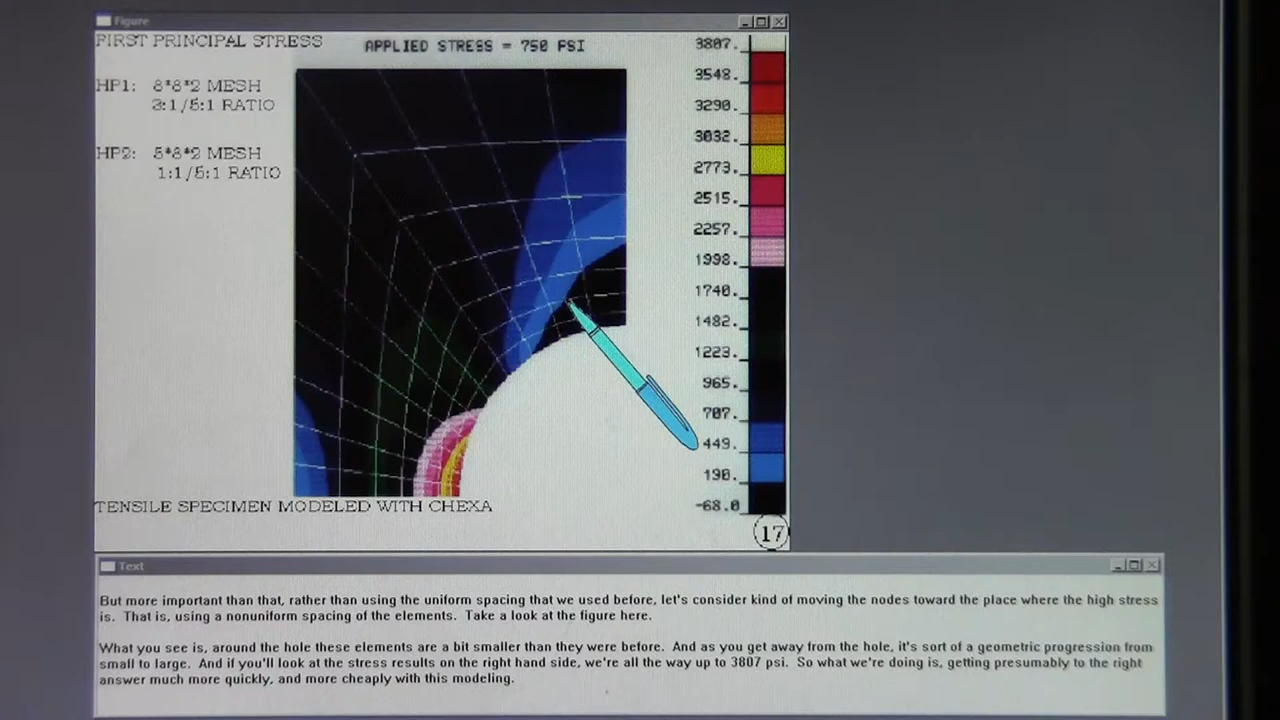 Figure
FIRST PRINCIPAL STRESS
APPLIED STRESS = 750 PSI
HP1: 8*8*2 MESH
3:1/5:1 RATIO
HP2: 5*8*2 MESH
1:1/5:1 RATIO
3807.
3548.
3290.
3032.
2773.
2515.
2257.
1998.
1740.
1482.
1223.
965.
707.
449.
190.
-68.0
TENSILE SPECIMEN MODELED WITH CHEXA
17
Text
But more important than that, rather than using the uniform spacing that we used before, let's consider kind of moving the nodes toward the place where the high stress
is. That is, using a nonuniform spacing of the elements. Take a look at the figure here.
What you see is, around the hole these elements are a bit smaller than they were before. And as you get away from the hole, it's sort of a geometric progression from
small to large. And if you'll look at the stress results on the right hand side, we're all the way up to 3807 psi. So what we're doing is, getting presumably to the right
answer much more quickly, and more cheaply with this modeling.